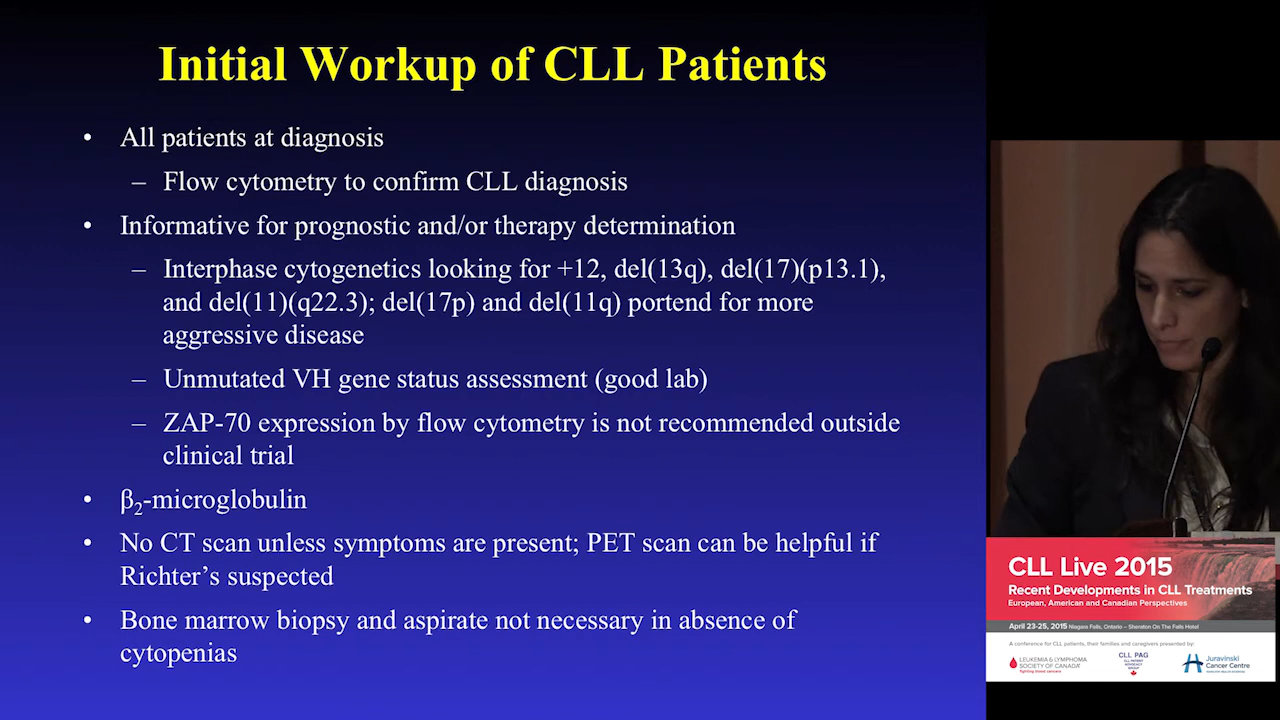 Initial Workup of CLL Patients
• All patients at diagnosis
– Flow cytometry to confirm CLL diagnosis
• Informative for prognostic and/or therapy determination
– Interphase cytogenetics looking for +12, del(13q), del(17)(p13.1),
and del(11)(q22.3); del(17p) and del(11q) portend for more
aggressive disease
– Unmutated VH gene status assessment (good lab)
– ZAP-70 expression by flow cytometry is not recommended outside
clinical trial
• β2-microglobulin
• No CT scan unless symptoms are present; PET scan can be helpful if
Richter’s suspected
• Bone marrow biopsy and aspirate not necessary in absence of
cytopenias
CLL Live 2015
Recent Developments in CLL Treatments
European, American and Canadian Perspectives
April 23-25, 2015 Niagara Falls, Ontario – Sheraton On The Falls Hotel
A conference for CLL patients, their families and caregivers presented by:
LEUKEMIA & LYMPHOMA
SOCIETY OF CANADA
fighting blood cancers
CLL PAG
CLL PATIENT
ADVOCACY
GROUP
Juravinski
Cancer Centre